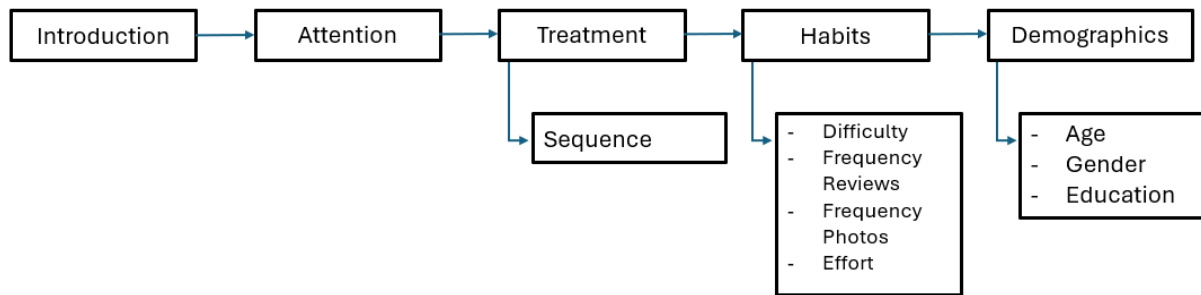 Introduction
Attention
Treatment
Habits
Demographics
Sequence
- Difficulty
- Frequency
Reviews
- Frequency
Photos
- Effort
- Age
- Gender
- Education